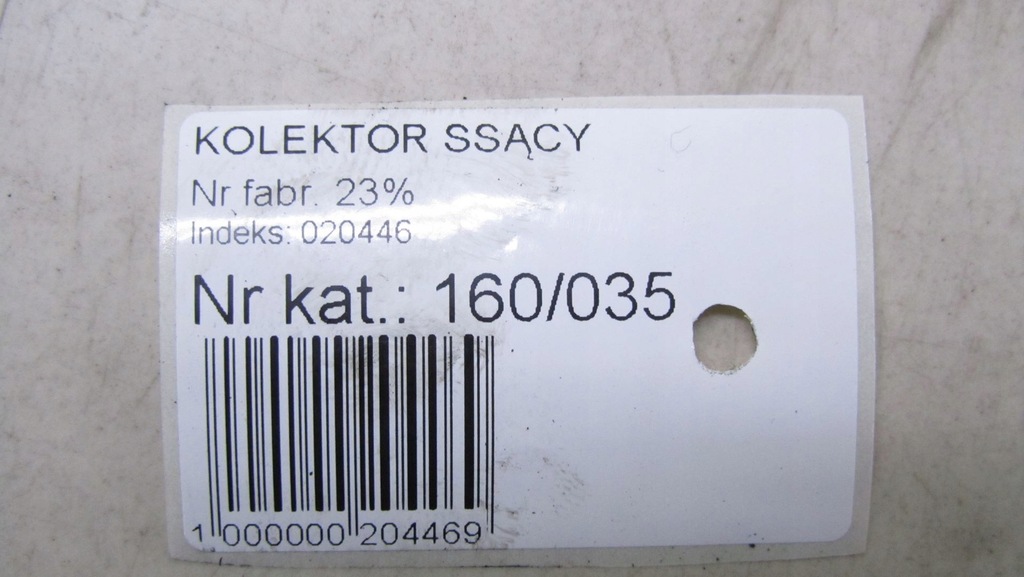 KOLEKTOR SSĄCY
Nr fabr. 23%
Indeks: 020446
Nr kat.: 160/035
1 000000 204469